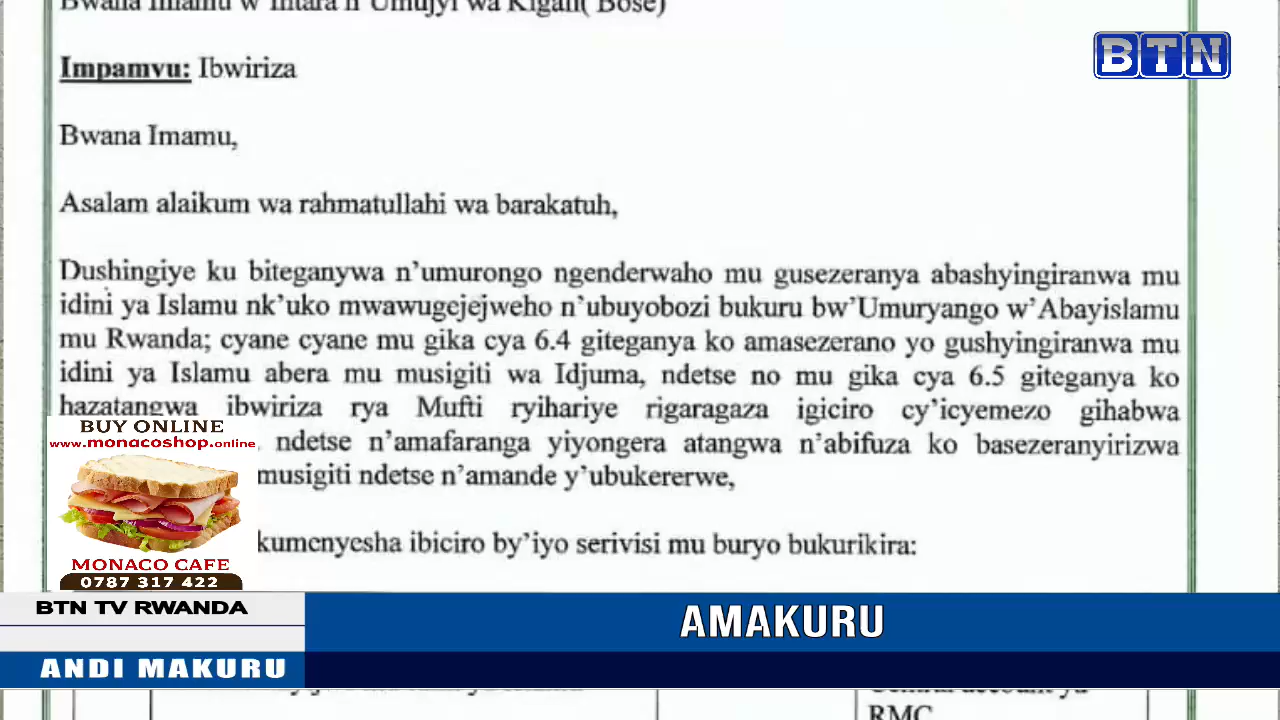 Bwana Imamu w'Intara n'Umujyi wa Kigali( Bose)
BTN
Impamvu: Ibwiriza
Bwana Imamu,
Asalam alaikum wa rahmatullahi wa barakatuh,
Dushingiye ku biteganywa n'umurongo ngenderwaho mu gusezeranya abashyingiranwa mu
idini ya Islamu nk'uko mwawugejejweho n'ubuyobozi bukuru bw'Umuryango w'Abayislamu
mu Rwanda; cyane cyane mu gika cya 6.4 giteganya ko amasezerano yo gushyingiranwa mu
idini ya Islamu abera mu musigiti wa Idjuma, ndetse no mu gika cya 6.5 giteganya ko
hazatangwa ibwiriza rya Mufti ryihariye rigaragaza igiciro cy'icyemezo gihabwa
ndetse n'amafaranga yiyongera atangwa n'abifuza ko basezeranyirizwa
musigiti ndetse n'amande y'ubukererwe,
kumenyesha ibiciro by'iyo serivisi mu buryo bukurikira:
BUY ONLINE
www.monacoshop.online
MONACO CAFE
0787 317 422
BTN TV RWANDA
AMAKURU
ANDI MAKURU
RMC